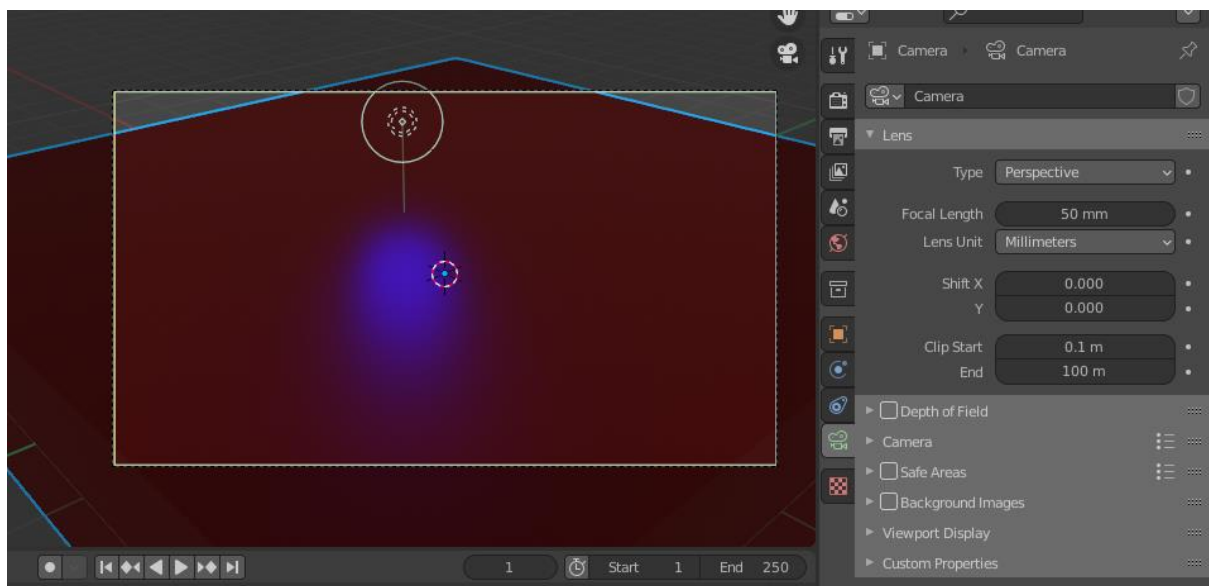 Camera Camera
Camera
Lens
Type Perspective
Focal Length 50 mm
Lens Unit Millimeters
Shift X 0.000
Y 0.000
Clip Start 0.1 m
End 100 m
Depth of Field
Camera
Safe Areas
Background Images
Viewport Display
Custom Properties
1 Start 1 End 250